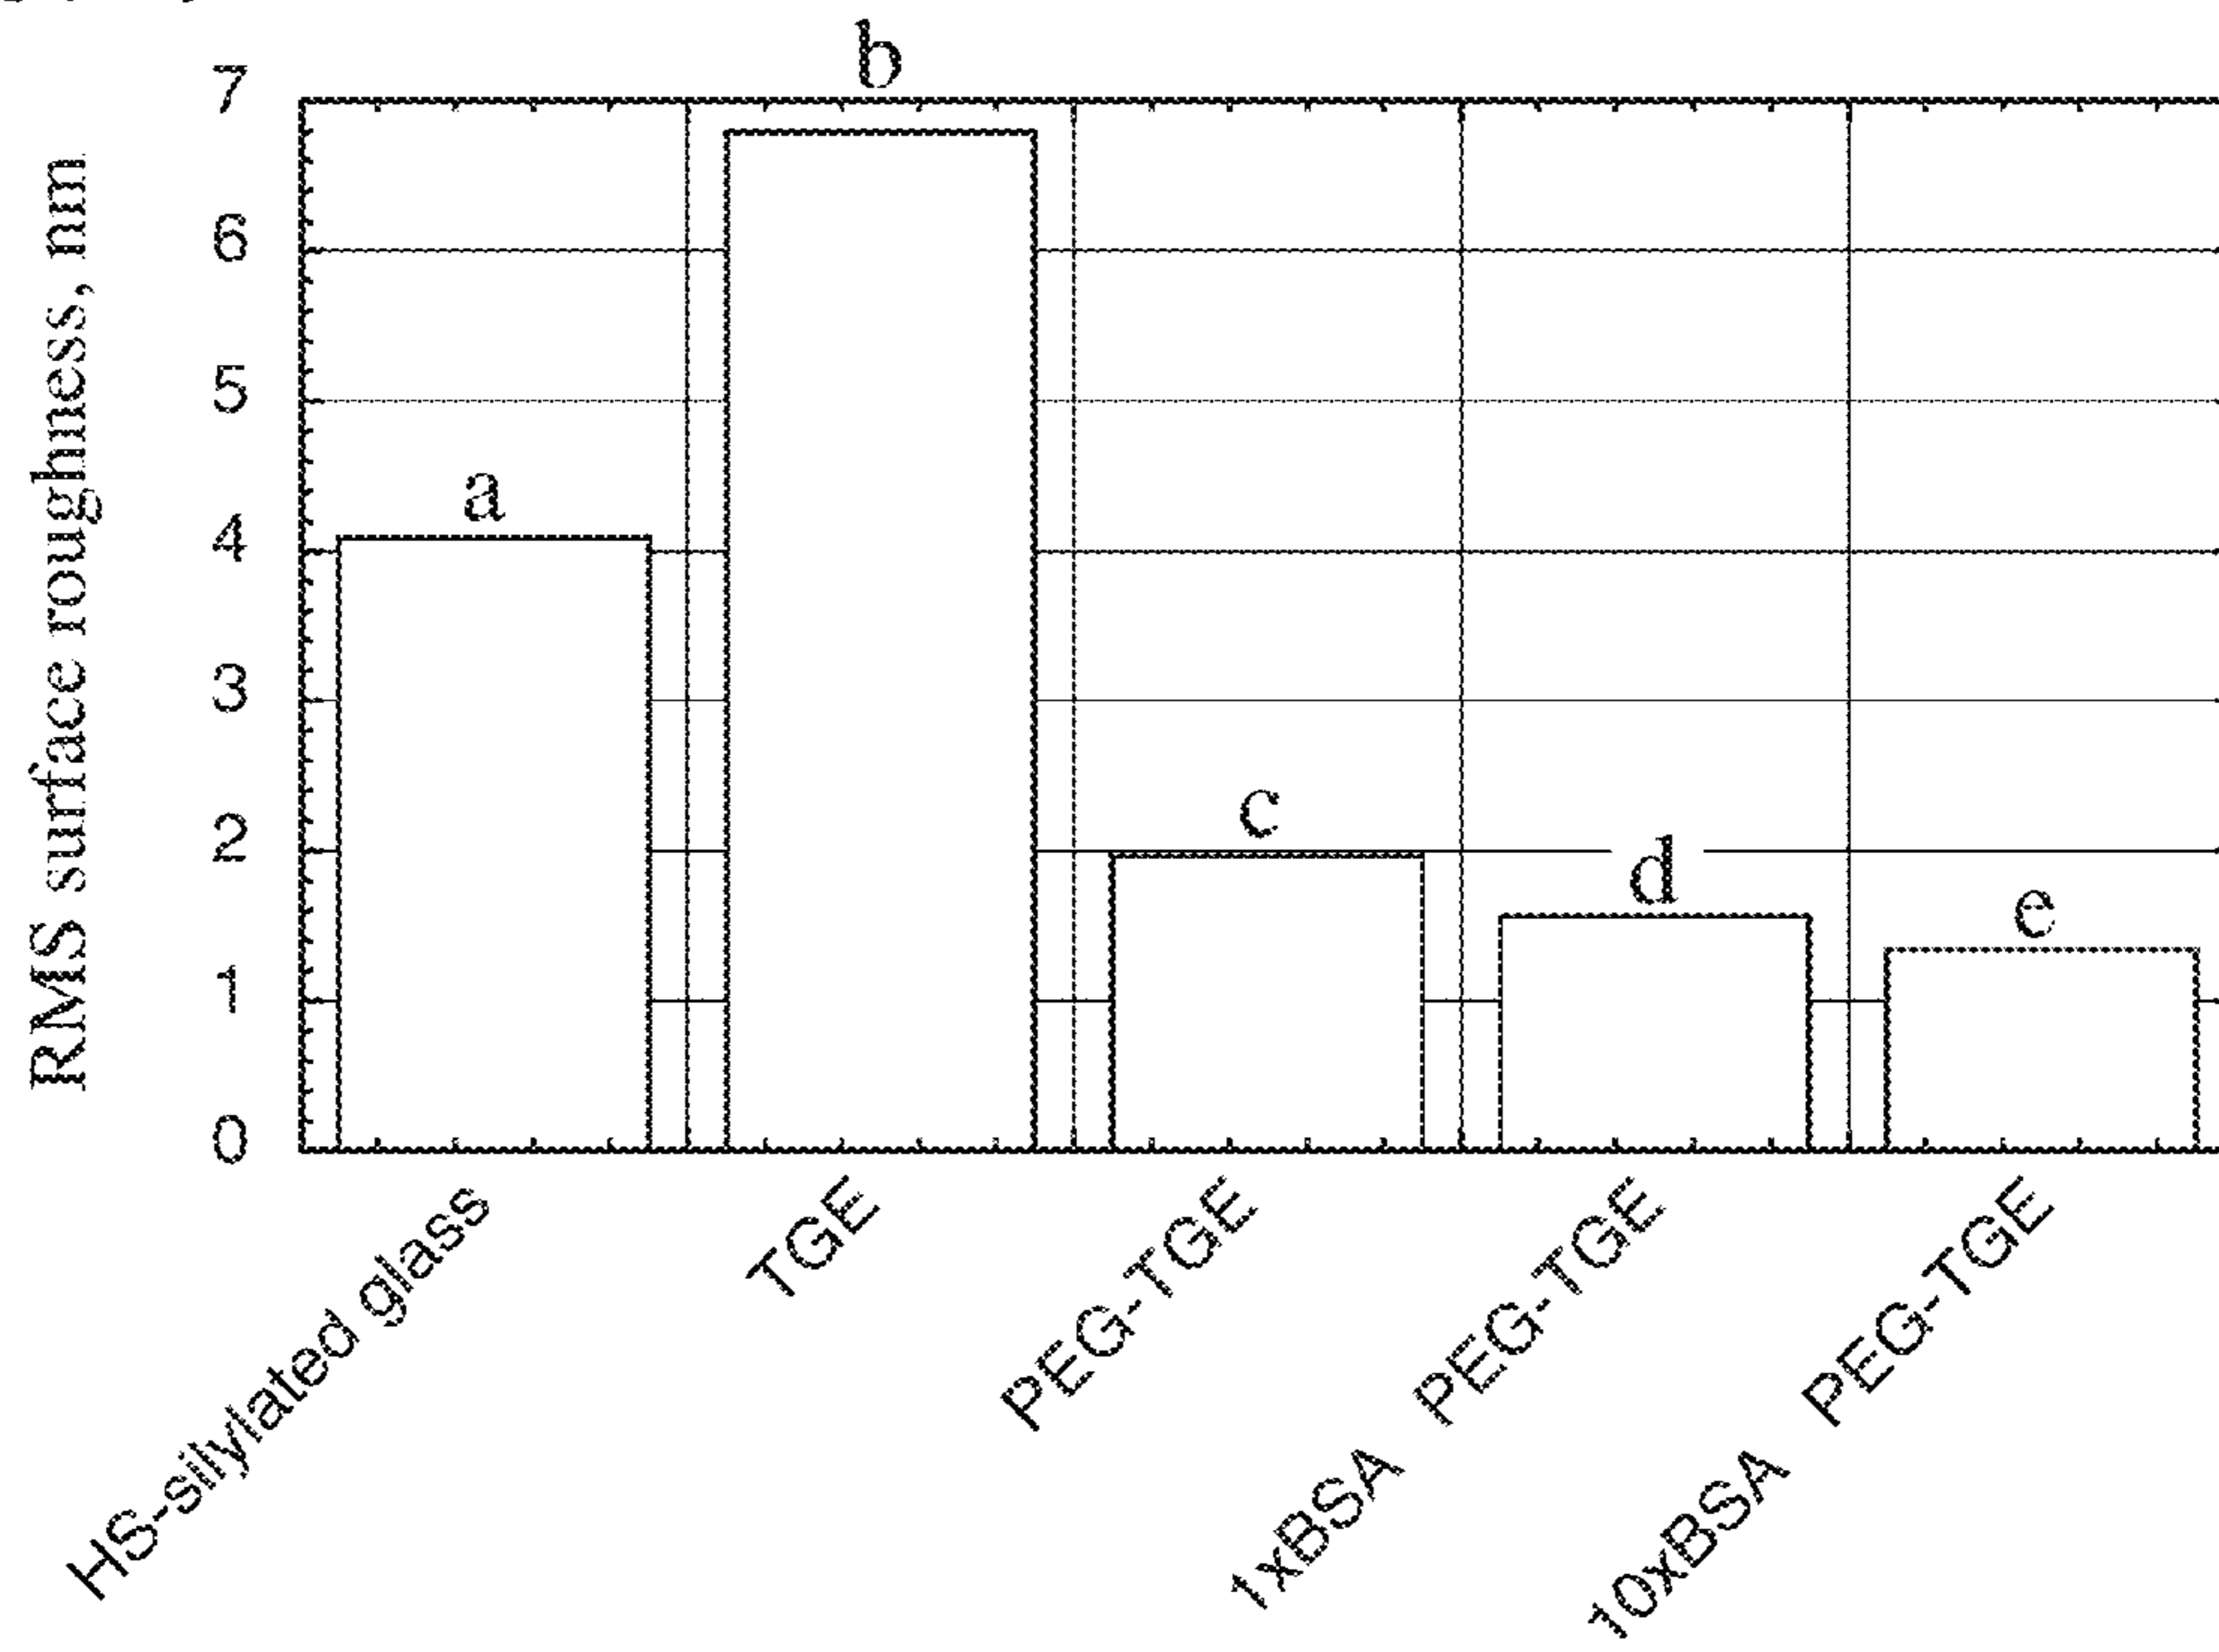 RMS surface roughness, nm
7
6
5
4
3
2
1
0
a
b
c
d
e
HS-silylated glass
TGE
PEG-TGE
1xBSA PEG-TGE
10xBSA PEG-TGE